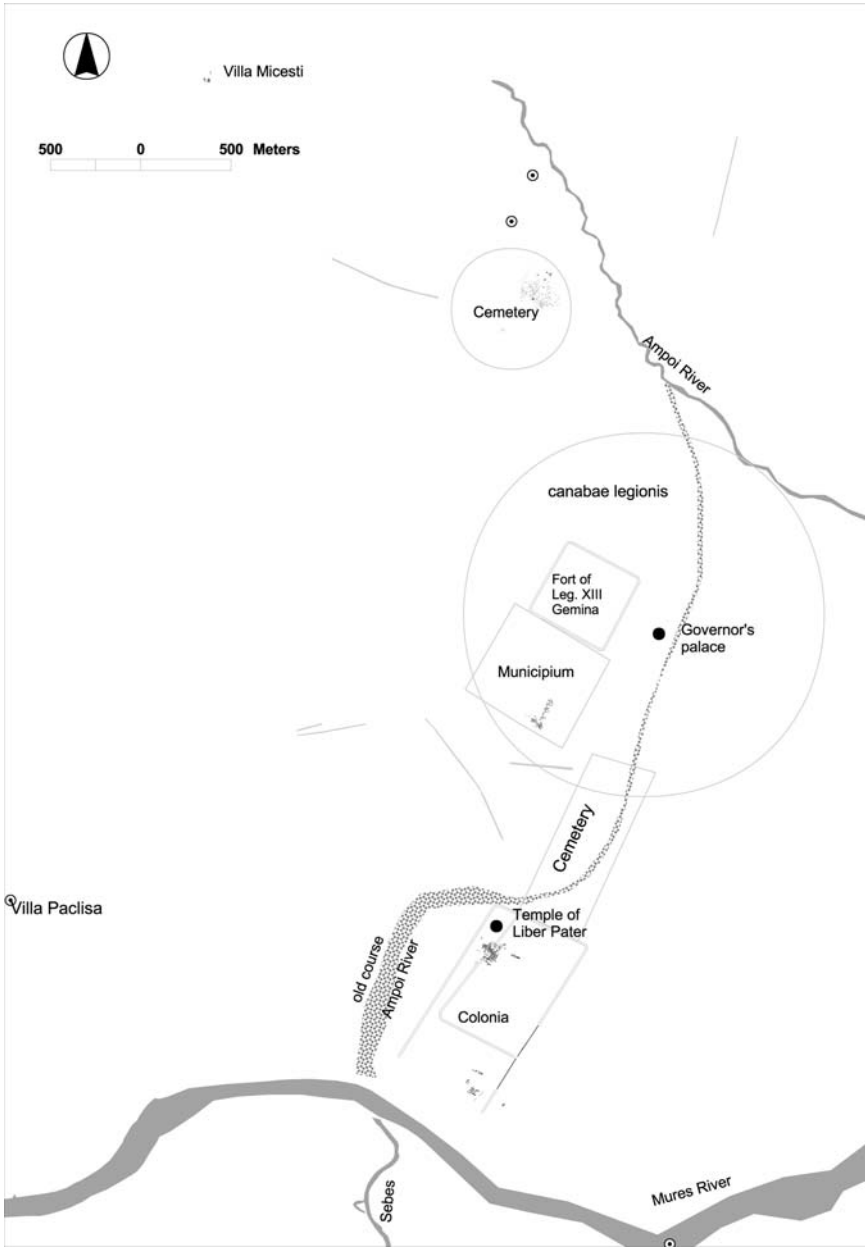 Villa Micesti
500 0 500 Meters
Cemetery
Ampoi River
canabae legionis
Fort of
Leg. XIII
Gemina
Governor's
palace
Municipium
Cemetery
Villa Paclisa
Temple of
Liber Pater
old course
Ampoi River
Colonia
Sebes
Mures River